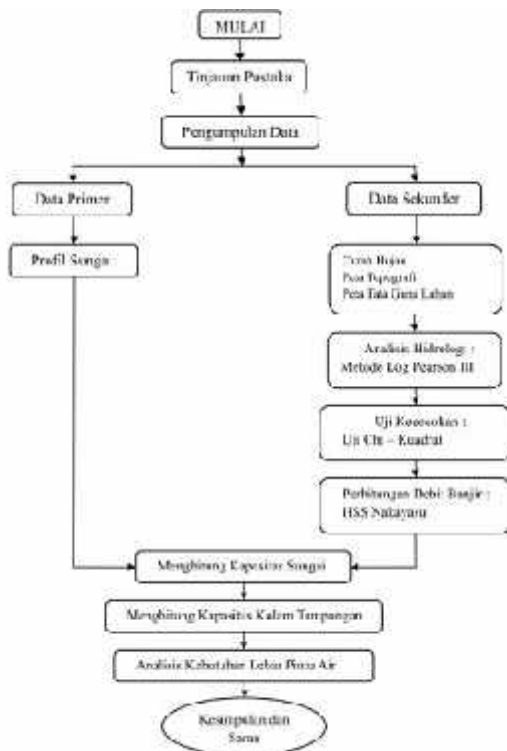 MULAI
Tinjauan Pustaka
Pengumpulan Data
Data Primer
Data Sekunder
Profil Sungai
Curah Hujan
Peta Topografi
Peta Tata Guna Lahan
Analisis Hidrologi :
Metode Log Pearson III
Uji Kecocokan :
Uji Chi – Kuadrat
Perhitungan Debit Banjir :
HSS Nakayasu
Menghitung Kapasitas Sungai
Menghitung Kapasitas Kolam Tampungan
Analisis Kebutuhan Lebar Pintu Air
Kesimpulan dan
Saran